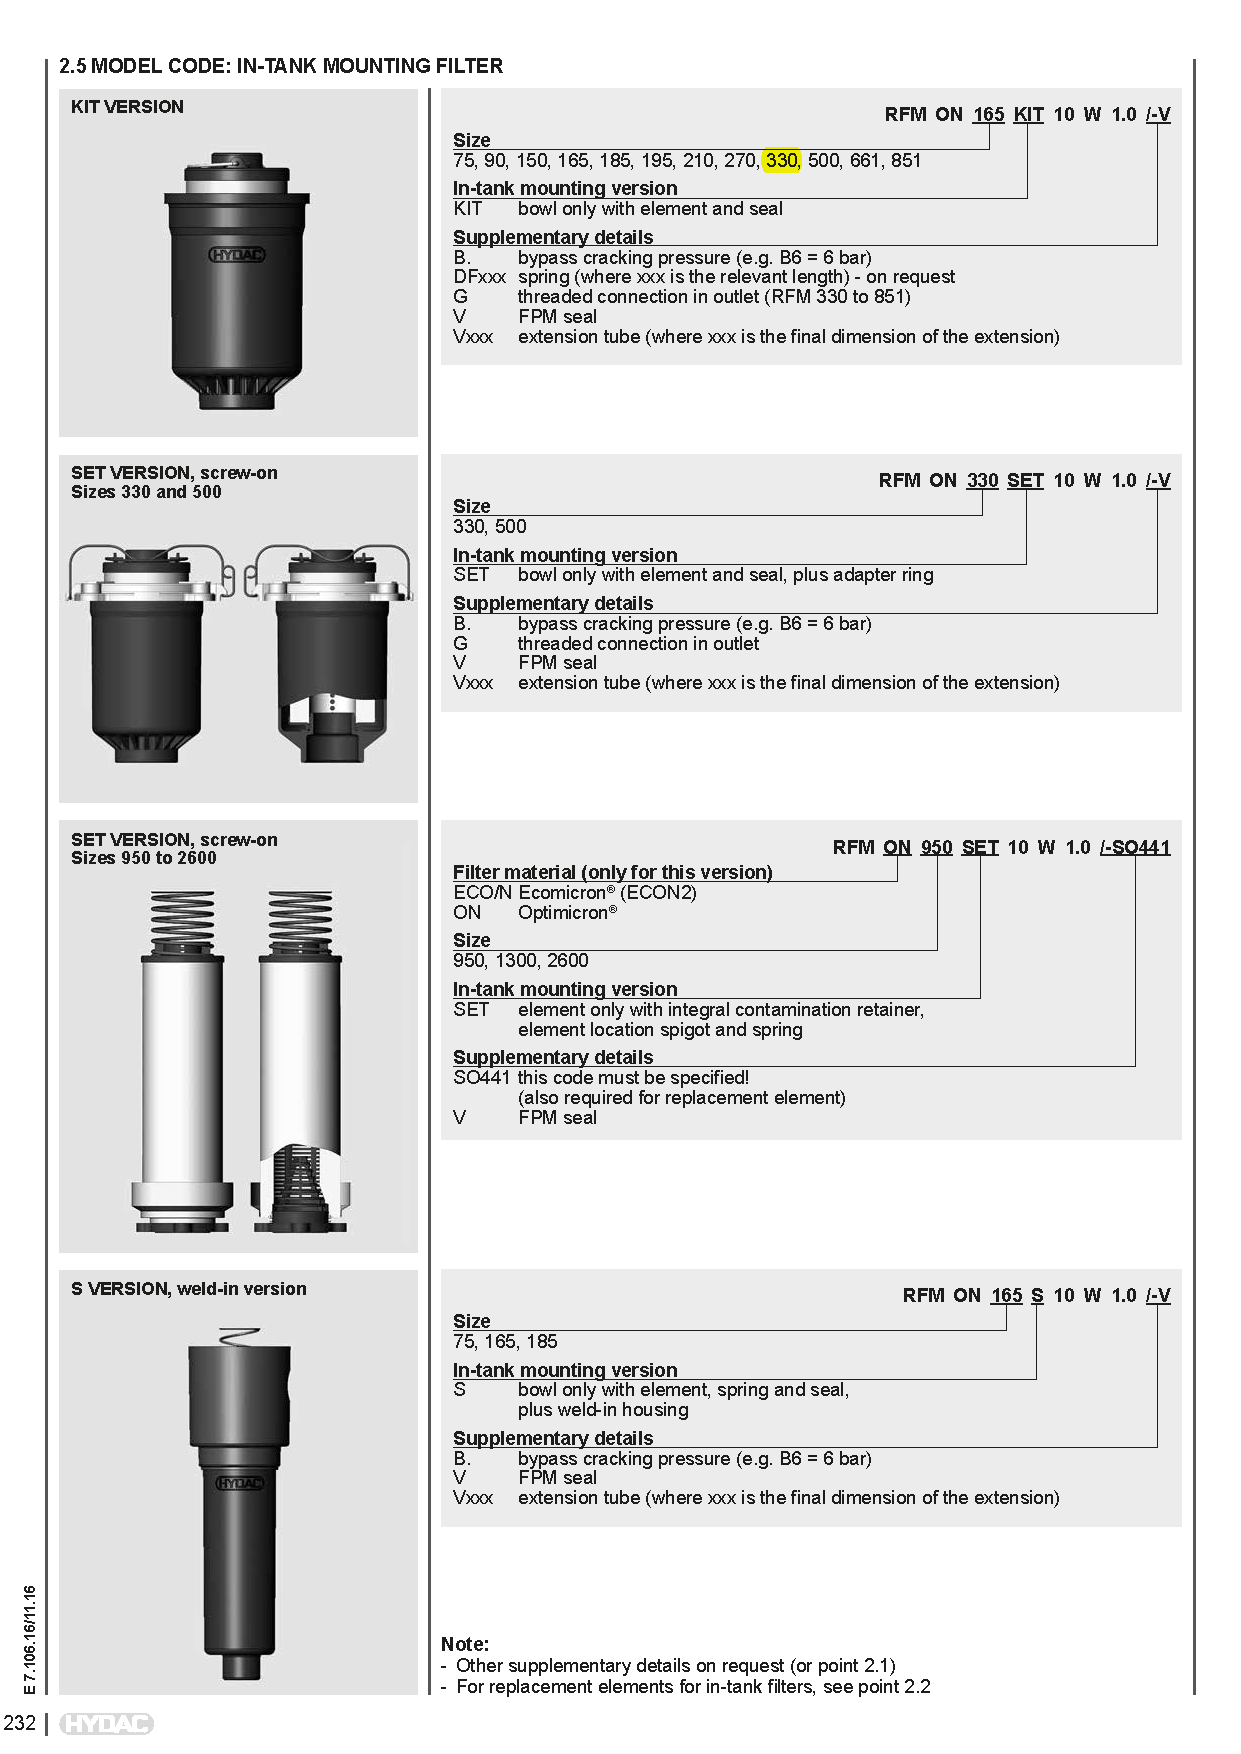 2.5 MODEL CODE: IN-TANK MOUNTING FILTER
KIT VERSION
HYDAC
RFM ON 165 KIT 10 W 1.0 /-V
Size
75, 90, 150, 165, 185, 195, 210, 270, 330, 500, 661, 851
In-tank mounting version
KIT bowl only with element and seal
Supplementary details
B. bypass cracking pressure (e.g. B6 = 6 bar)
DFxxx spring (where xxx is the relevant length) - on request
G threaded connection in outlet (RFM 330 to 851)
V FPM seal
Vxxx extension tube (where xxx is the final dimension of the extension)
SET VERSION, screw-on
Sizes 330 and 500
RFM ON 330 SET 10 W 1.0 /-V
Size
330, 500
In-tank mounting version
SET bowl only with element and seal, plus adapter ring
Supplementary details
B. bypass cracking pressure (e.g. B6 = 6 bar)
G threaded connection in outlet
V FPM seal
Vxxx extension tube (where xxx is the final dimension of the extension)
SET VERSION, screw-on
Sizes 950 to 2600
RFM ON 950 SET 10 W 1.0 /-SO441
Filter material (only for this version)
ECO/N Ecomicron® (ECON2)
ON Optimicron®
Size
950, 1300, 2600
In-tank mounting version
SET element only with integral contamination retainer,
element location spigot and spring
Supplementary details
SO441 this code must be specified!
(also required for replacement element)
V FPM seal
S VERSION, weld-in version
HYDAC
RFM ON 165 S 10 W 1.0 /-V
Size
75, 165, 185
In-tank mounting version
S bowl only with element, spring and seal,
plus weld-in housing
Supplementary details
B. bypass cracking pressure (e.g. B6 = 6 bar)
V FPM seal
Vxxx extension tube (where xxx is the final dimension of the extension)
Note:
- Other supplementary details on request (or point 2.1)
- For replacement elements for in-tank filters, see point 2.2
E 7.106.16/11.16
232
HYDAC